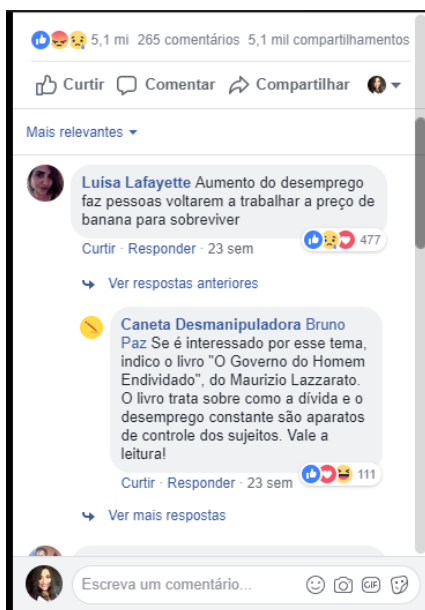 5,1 mi 265 comentários 5,1 mil compartilhamentos
Curtir Comentar Compartilhar
Mais relevantes
Luísa Lafayette Aumento do desemprego
faz pessoas voltarem a trabalhar a preço de
banana para sobreviver
477
Curtir · Responder · 23 sem
Ver respostas anteriores
Caneta Desmanipuladora Bruno
Paz Se é interessado por esse tema,
indico o livro "O Governo do Homem
Endividado", do Maurizio Lazzarato.
O livro trata sobre como a dívida e o
desemprego constante são aparatos
de controle dos sujeitos. Vale a
leitura!
111
Curtir · Responder · 23 sem
Ver mais respostas
Escreva um comentário... GIF